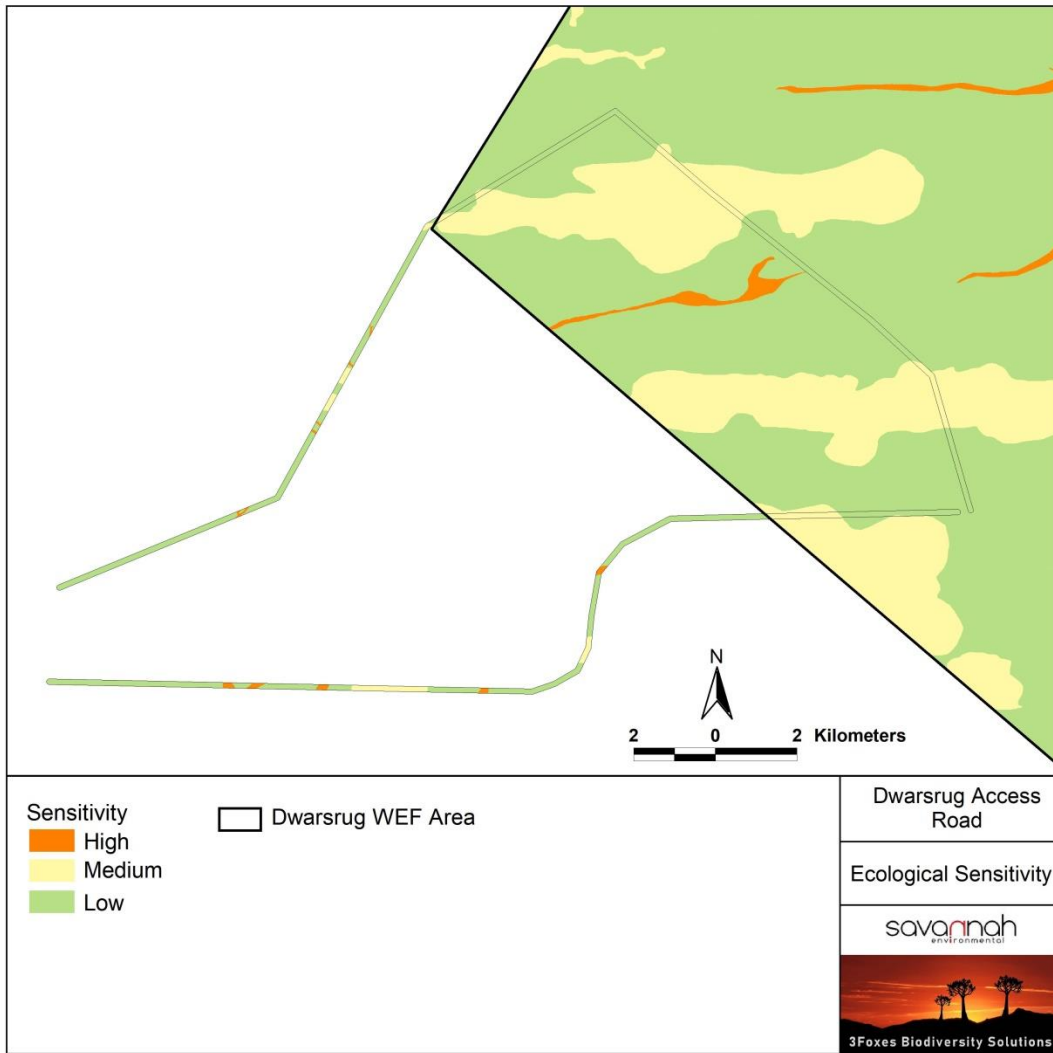 N
2 0 2 Kilometers
Sensitivity
High
Medium
Low
Dwarsrug WEF Area
Dwarsrug Access
Road
Ecological Sensitivity
savannah
environmental
3Foxes Biodiversity Solutions